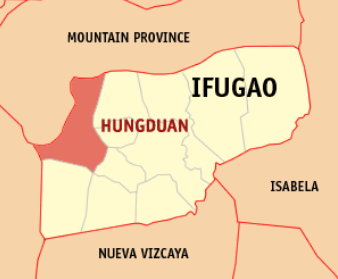 MOUNTAIN PROVINCE
IFUGAO
HUNGDUAN
ISABELA
NUEVA VIZCAYA